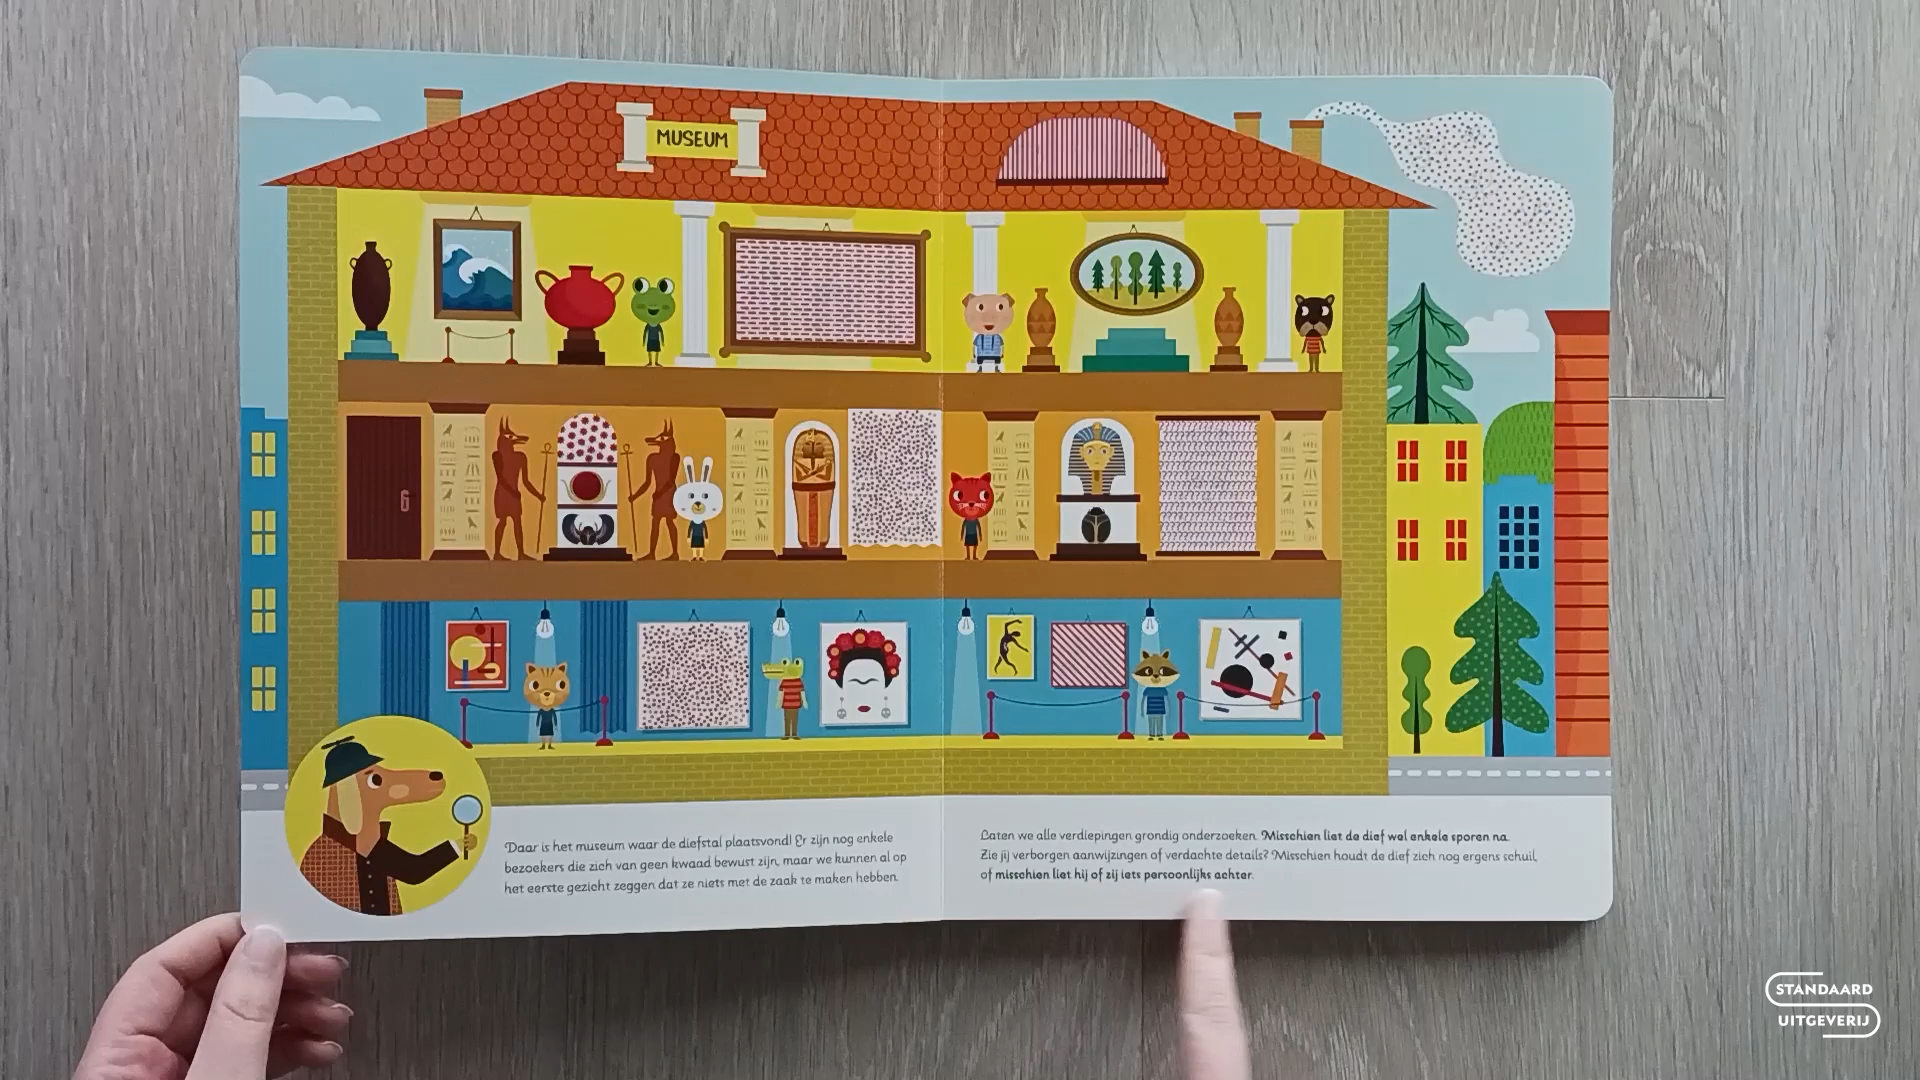 MUSEUM
Daar is het museum waar de diefstal plaatsvond! Er zijn nog enkele
bezoekers die zich van geen kwaad bewust zijn, maar we kunnen al op
het eerste gezicht zeggen dat ze niets met de zaak te maken hebben.
Laten we alle verdiepingen grondig onderzoeken. Misschien liet de dief wel enkele sporen na.
Zie jij verborgen aanwijzingen of verdachte details? Misschien houdt de dief zich nog ergens schuil,
of misschien liet hij of zij iets persoonlijks achter.
STANDAARD
UITGEVERIJ